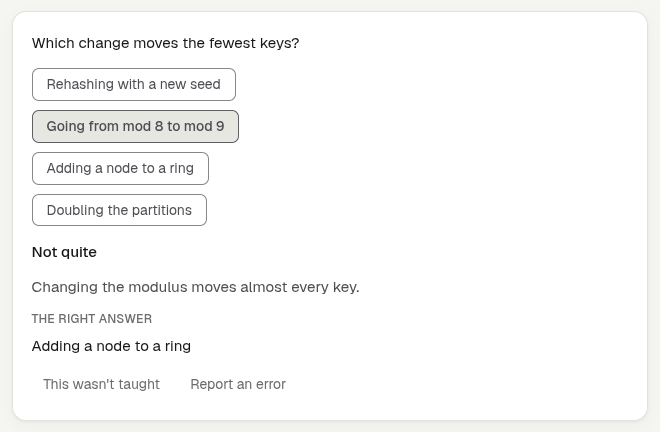 Which change moves the fewest keys?
Rehashing with a new seed
Going from mod 8 to mod 9
Adding a node to a ring
Doubling the partitions
Not quite
Changing the modulus moves almost every key.
THE RIGHT ANSWER
Adding a node to a ring
This wasn't taught Report an error